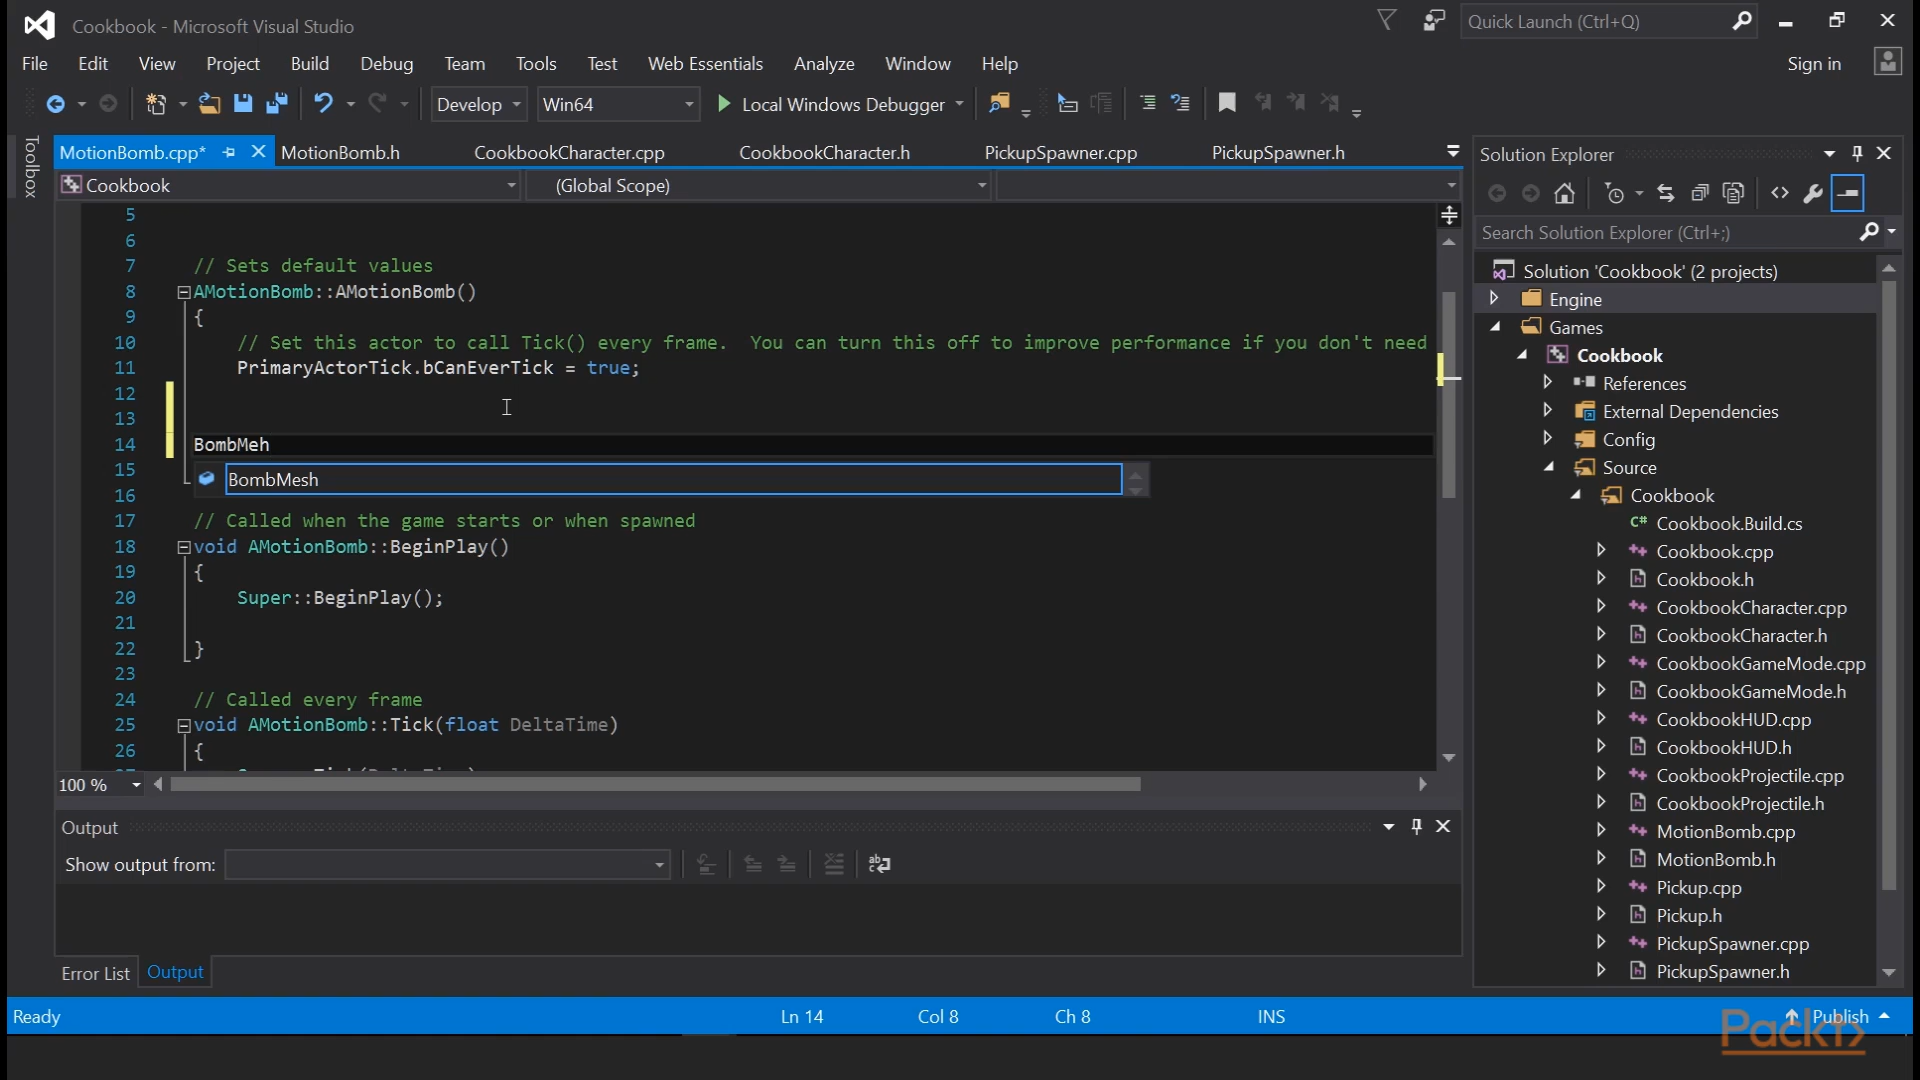 Cookbook - Microsoft Visual Studio
Quick Launch (Ctrl+Q)
File Edit View Project Build Debug Team Tools Test Web Essentials Analyze Window Help
Sign in
Develop Win64 Local Windows Debugger
Toolbox
MotionBomb.cpp* MotionBomb.h CookbookCharacter.cpp CookbookCharacter.h PickupSpawner.cpp PickupSpawner.h
Cookbook (Global Scope)
5
6
7 // Sets default values
8 AMotionBomb::AMotionBomb()
9 {
10 // Set this actor to call Tick() every frame.  You can turn this off to improve performance if you don't need
11 PrimaryActorTick.bCanEverTick = true;
12
13
14 BombMeh
15 BombMesh
16
17 // Called when the game starts or when spawned
18 void AMotionBomb::BeginPlay()
19 {
20 Super::BeginPlay();
21
22 }
23
24 // Called every frame
25 void AMotionBomb::Tick(float DeltaTime)
26 {
100 %
Output
Show output from:
Error List Output
Ready Ln 14 Col 8 Ch 8 INS Publish
Solution Explorer
Search Solution Explorer (Ctrl+;)
Solution 'Cookbook' (2 projects)
Engine
Games
Cookbook
References
External Dependencies
Config
Source
Cookbook
C# Cookbook.Build.cs
Cookbook.cpp
Cookbook.h
CookbookCharacter.cpp
CookbookCharacter.h
CookbookGameMode.cpp
CookbookGameMode.h
CookbookHUD.cpp
CookbookHUD.h
CookbookProjectile.cpp
CookbookProjectile.h
MotionBomb.cpp
MotionBomb.h
Pickup.cpp
Pickup.h
PickupSpawner.cpp
PickupSpawner.h
Packt>